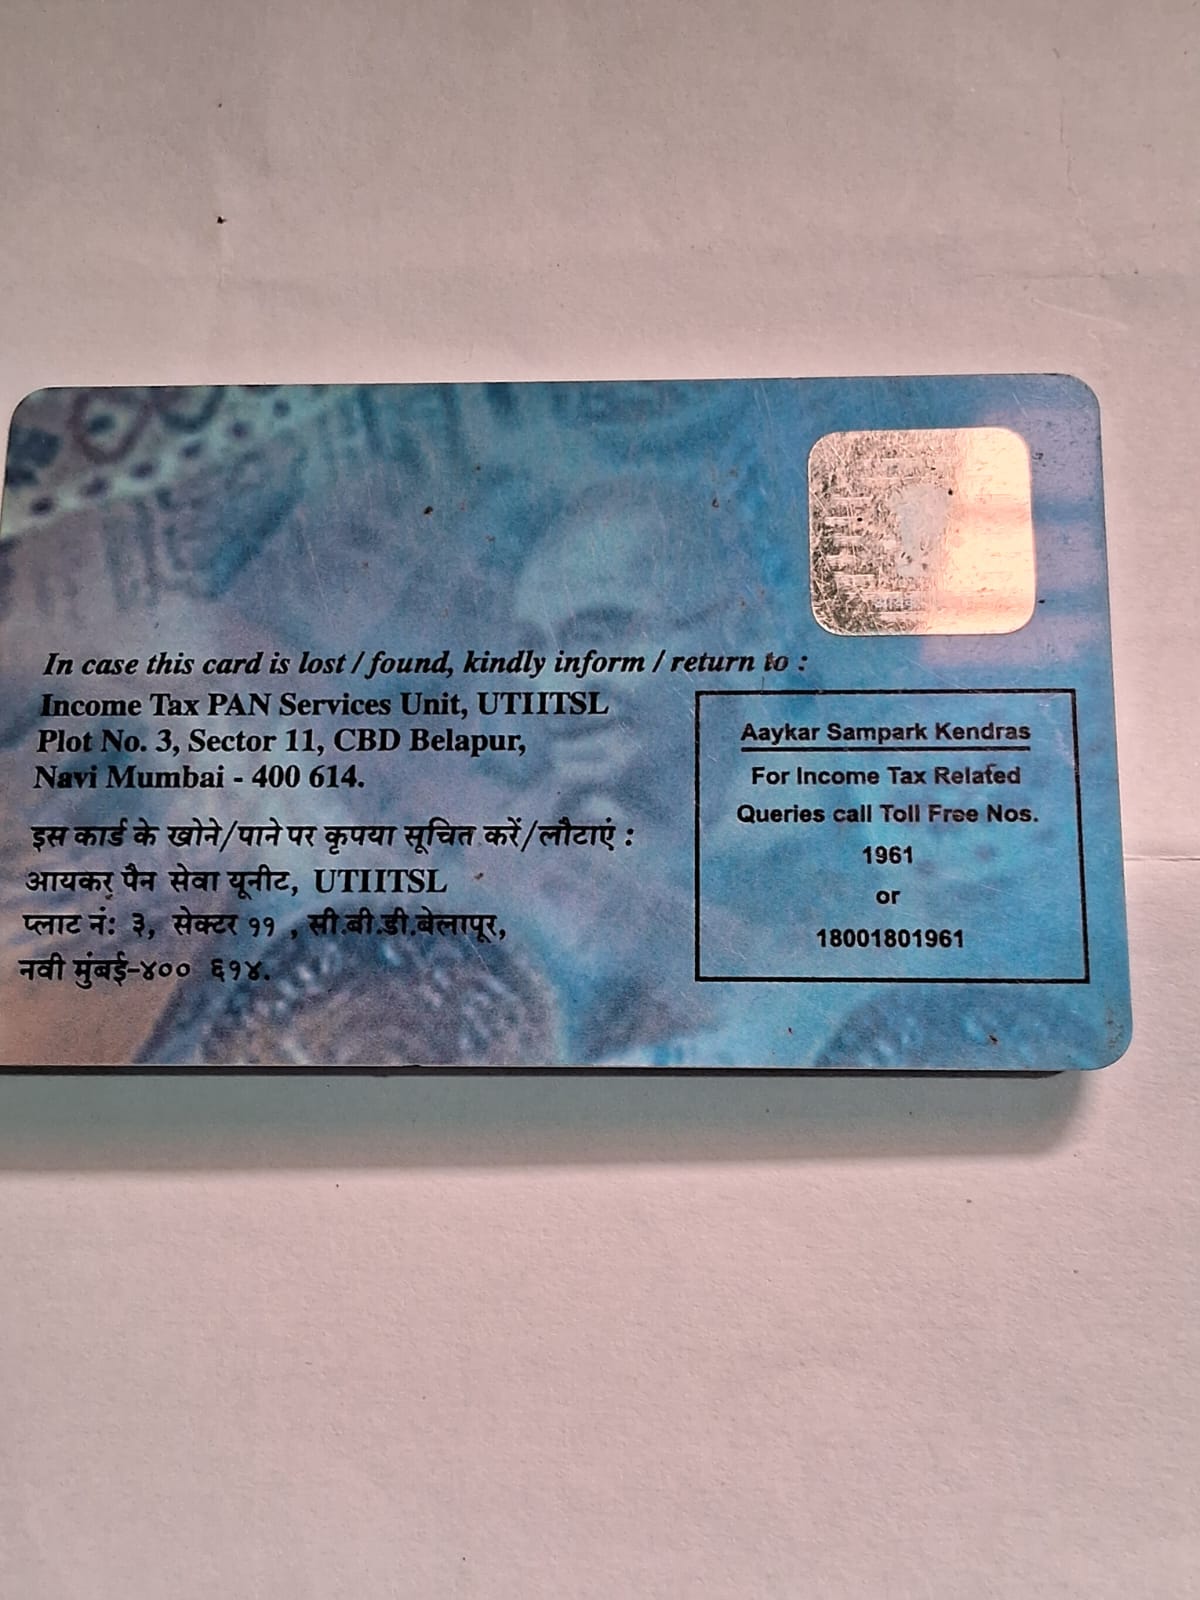 In case this card is lost / found, kindly inform / return to :
Income Tax PAN Services Unit, UTIITSL
Plot No. 3, Sector 11, CBD Belapur,
Navi Mumbai - 400 614.
इस कार्ड के खोने/पाने पर कृपया सूचित करें/लौटाएं :
आयकर पैन सेवा यूनीट, UTIITSL
प्लाट नं: ३, सेक्टर ११ , सी.बी.डी.बेलापूर,
नवी मुंबई-४०० ६१४.
Aaykar Sampark Kendras
For Income Tax Related
Queries call Toll Free Nos.
1961
or
18001801961